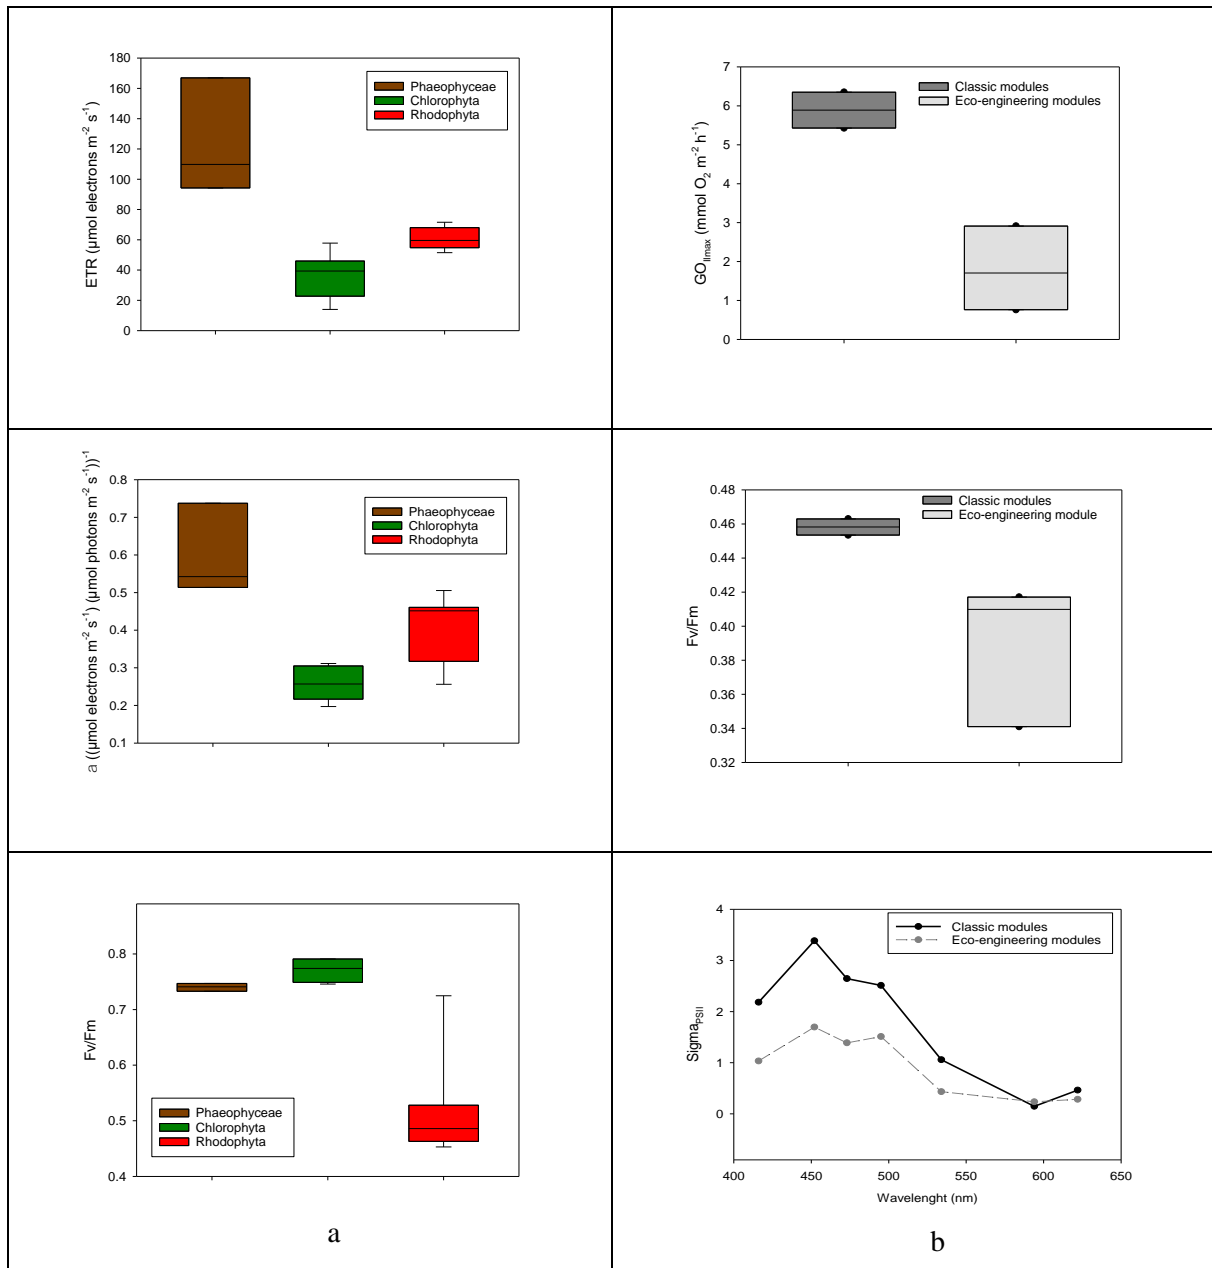 180
160
140
120
100
80
60
40
20
0
ETR (µmol electrons m⁻² s⁻¹)
Phaeophyceae
Chlorophyta
Rhodophyta
7
6
5
4
3
2
1
0
GO_IImax (mmol O₂ m⁻² h⁻¹)
Classic modules
Eco-engineering modules
0.8
0.7
0.6
0.5
0.4
0.3
0.2
0.1
a ((µmol electrons m⁻² s⁻¹) (µmol photons m⁻² s⁻¹))⁻¹
Phaeophyceae
Chlorophyta
Rhodophyta
0.48
0.46
0.44
0.42
0.40
0.38
0.36
0.34
0.32
Fv/Fm
Classic modules
Eco-engineering module
0.8
0.7
0.6
0.5
0.4
Fv/Fm
Phaeophyceae
Chlorophyta
Rhodophyta
a
4
3
2
1
0
Sigma_PSII
Classic modules
Eco-engineering modules
400 450 500 550 600 650
Wavelenght (nm)
b